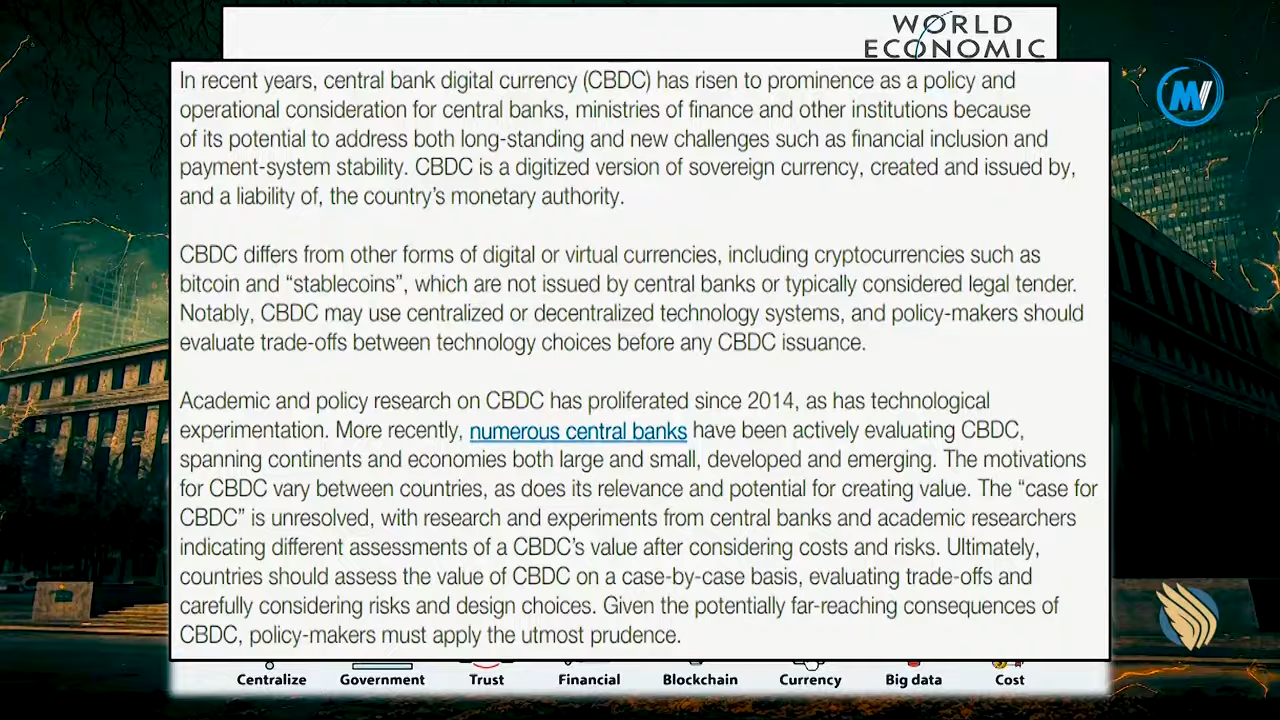 WORLD
ECONOMIC
In recent years, central bank digital currency (CBDC) has risen to prominence as a policy and
operational consideration for central banks, ministries of finance and other institutions because
of its potential to address both long-standing and new challenges such as financial inclusion and
payment-system stability. CBDC is a digitized version of sovereign currency, created and issued by,
and a liability of, the country's monetary authority.
CBDC differs from other forms of digital or virtual currencies, including cryptocurrencies such as
bitcoin and “stablecoins”, which are not issued by central banks or typically considered legal tender.
Notably, CBDC may use centralized or decentralized technology systems, and policy-makers should
evaluate trade-offs between technology choices before any CBDC issuance.
Academic and policy research on CBDC has proliferated since 2014, as has technological
experimentation. More recently, numerous central banks have been actively evaluating CBDC,
spanning continents and economies both large and small, developed and emerging. The motivations
for CBDC vary between countries, as does its relevance and potential for creating value. The “case for
CBDC” is unresolved, with research and experiments from central banks and academic researchers
indicating different assessments of a CBDC's value after considering costs and risks. Ultimately,
countries should assess the value of CBDC on a case-by-case basis, evaluating trade-offs and
carefully considering risks and design choices. Given the potentially far-reaching consequences of
CBDC, policy-makers must apply the utmost prudence.
Centralize Government Trust Financial Blockchain Currency Big data Cost
MV